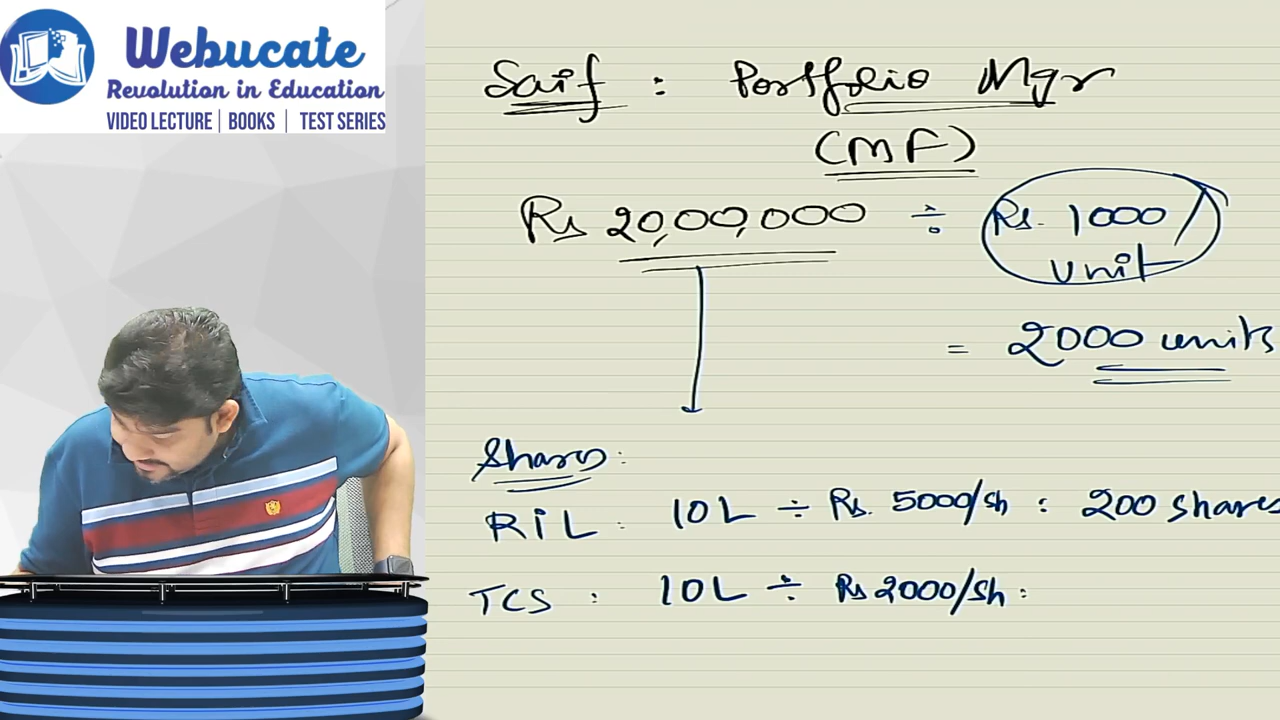 Webucate
Revolution in Education
VIDEO LECTURE | BOOKS | TEST SERIES
Saif : Portfolio Mgr
(MF)
Rs 20,00,000 ÷ Rs. 1000/
unit
= 2000 units
Shares :
RIL : 10L ÷ Rs. 5000/sh : 200 shares
TCS : 10L ÷ Rs 2000/sh :